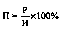 П = Р/И ×100%